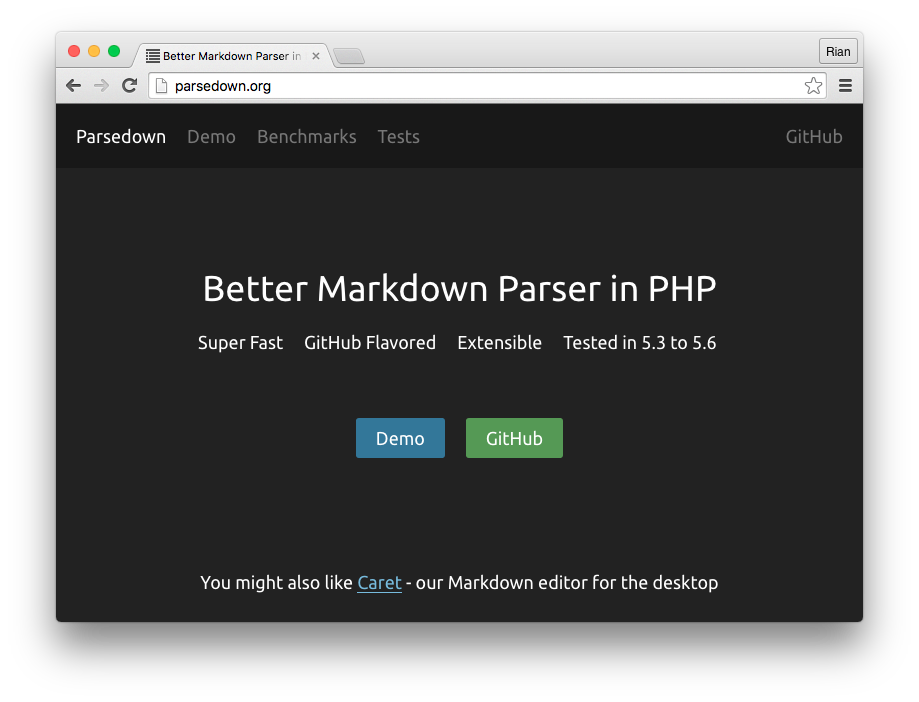 Better Markdown Parser in
Rian
parsedown.org
Parsedown Demo Benchmarks Tests GitHub
Better Markdown Parser in PHP
Super Fast GitHub Flavored Extensible Tested in 5.3 to 5.6
Demo GitHub
You might also like Caret - our Markdown editor for the desktop